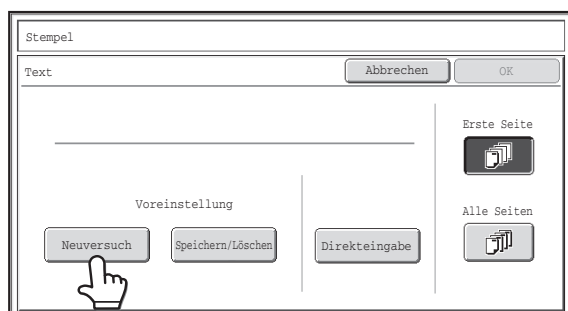 Stempel
Text
Abbrechen
OK
Erste Seite
Voreinstellung
Alle Seiten
Neuversuch
Speichern/Löschen
Direkteingabe